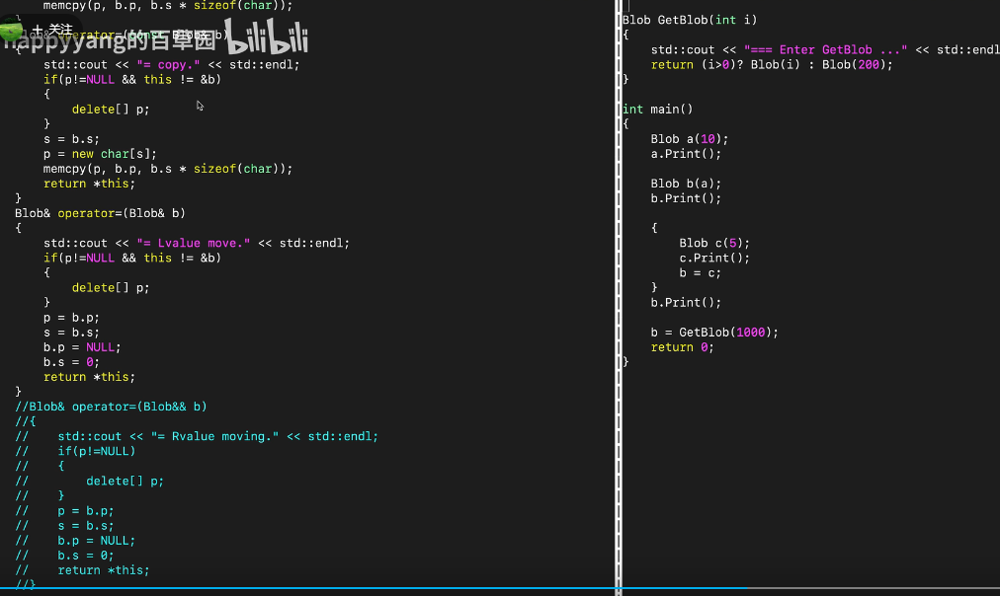 memcpy(p, b.p, b.s * sizeof(char));
}
Blob& operator=(const Blob& b)
+ 关注
happyyang的百草园 bilibili
{
    std::cout << "= copy." << std::endl;
    if(p!=NULL && this != &b)
    {
        delete[] p;
    }
    s = b.s;
    p = new char[s];
    memcpy(p, b.p, b.s * sizeof(char));
    return *this;
}
Blob& operator=(Blob& b)
{
    std::cout << "= Lvalue move." << std::endl;
    if(p!=NULL && this != &b)
    {
        delete[] p;
    }
    p = b.p;
    s = b.s;
    b.p = NULL;
    b.s = 0;
    return *this;
}
//Blob& operator=(Blob&& b)
//{
//    std::cout << "= Rvalue moving." << std::endl;
//    if(p!=NULL)
//    {
//        delete[] p;
//    }
//    p = b.p;
//    s = b.s;
//    b.p = NULL;
//    b.s = 0;
//    return *this;
//}
Blob GetBlob(int i)
{
    std::cout << "=== Enter GetBlob ..." << std::endl
    return (i>0)? Blob(i) : Blob(200);
}
int main()
{
    Blob a(10);
    a.Print();
    Blob b(a);
    b.Print();
    {
        Blob c(5);
        c.Print();
        b = c;
    }
    b.Print();
    b = GetBlob(1000);
    return 0;
}